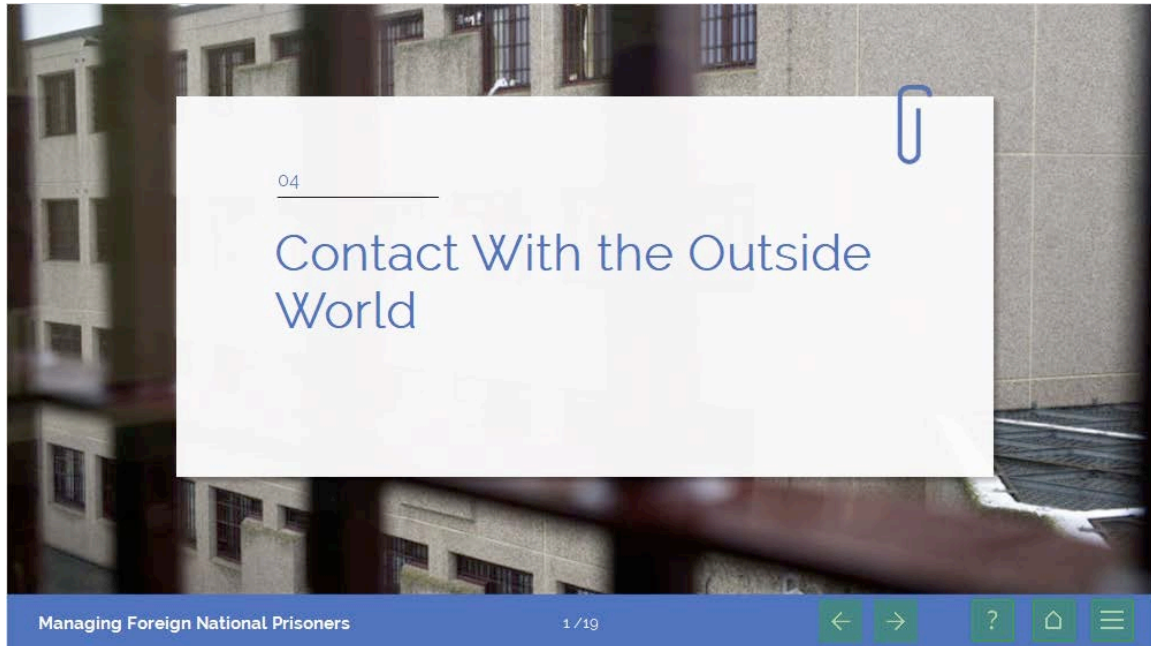 04
Contact With the Outside
World
Managing Foreign National Prisoners
1 /19
?